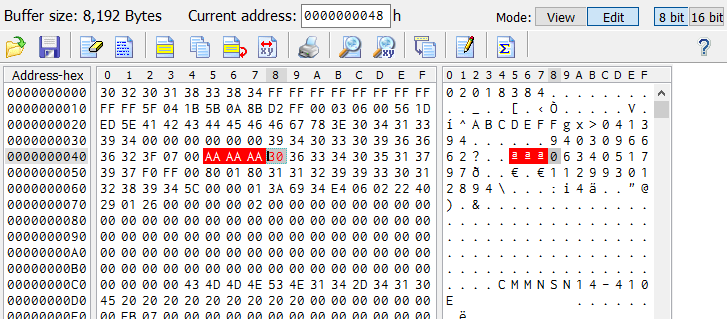 Buffer size: 8,192 Bytes Current address: 0000000048 h Mode: View Edit 8 bit 16 bit
Address-hex 0 1 2 3 4 5 6 7 8 9 A B C D E F 0 1 2 3 4 5 6 7 8 9 A B C D E F
0000000000 30 32 30 31 38 33 38 34 FF FF FF FF FF FF FF FF 0 2 0 1 8 3 8 4 . . . . . . . .
0000000010 FF FF 5F 04 1B 5B 0A 8B D2 FF 00 03 06 00 56 1D . . _ . . [ . ‹ Ò . . . . . V .
0000000020 ED 5E 41 42 43 44 45 46 46 67 78 3E 30 34 31 33 í ^ A B C D E F F g x > 0 4 1 3
0000000030 39 34 00 00 00 00 00 00 39 34 30 33 30 39 36 36 9 4 . . . . . . 9 4 0 3 0 9 6 6
0000000040 36 32 3F 07 00 AA AA AA 30 36 33 34 30 35 31 37 6 2 ? . . ª ª ª 0 6 3 4 0 5 1 7
0000000050 39 37 F0 FF 00 80 01 80 31 31 32 39 39 33 30 31 9 7 ð . . € . € 1 1 2 9 9 3 0 1
0000000060 32 38 39 34 5C 00 00 01 3A 69 34 E4 06 02 22 40 2 8 9 4 \ . . . : i 4 ä . . " @
0000000070 29 01 26 00 00 00 00 02 00 00 00 00 00 00 00 00 ) . & . . . . . . . . . . . . .
0000000080 00 00 00 00 00 00 00 00 00 00 00 00 00 00 00 00 . . . . . . . . . . . . . . . .
0000000090 00 00 00 00 00 00 00 00 00 00 00 00 00 00 00 00 . . . . . . . . . . . . . . . .
00000000A0 00 00 00 00 00 00 00 00 00 00 00 00 00 00 00 00 . . . . . . . . . . . . . . . .
00000000B0 00 00 00 00 00 00 00 00 00 00 00 00 00 00 00 00 . . . . . . . . . . . . . . . .
00000000C0 00 00 00 00 43 4D 4D 4E 53 4E 31 34 2D 34 31 30 . . . . C M M N S N 1 4 - 4 1 0
00000000D0 45 20 20 20 20 20 20 20 20 20 00 00 00 00 00 00 E . . . . . .